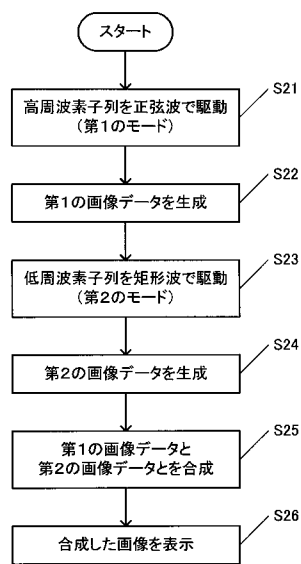 スタート
S21
高周波素子列を正弦波で駆動
(第1のモード)
S22
第1の画像データを生成
S23
低周波素子列を矩形波で駆動
(第2のモード)
S24
第2の画像データを生成
S25
第1の画像データと
第2の画像データとを合成
S26
合成した画像を表示